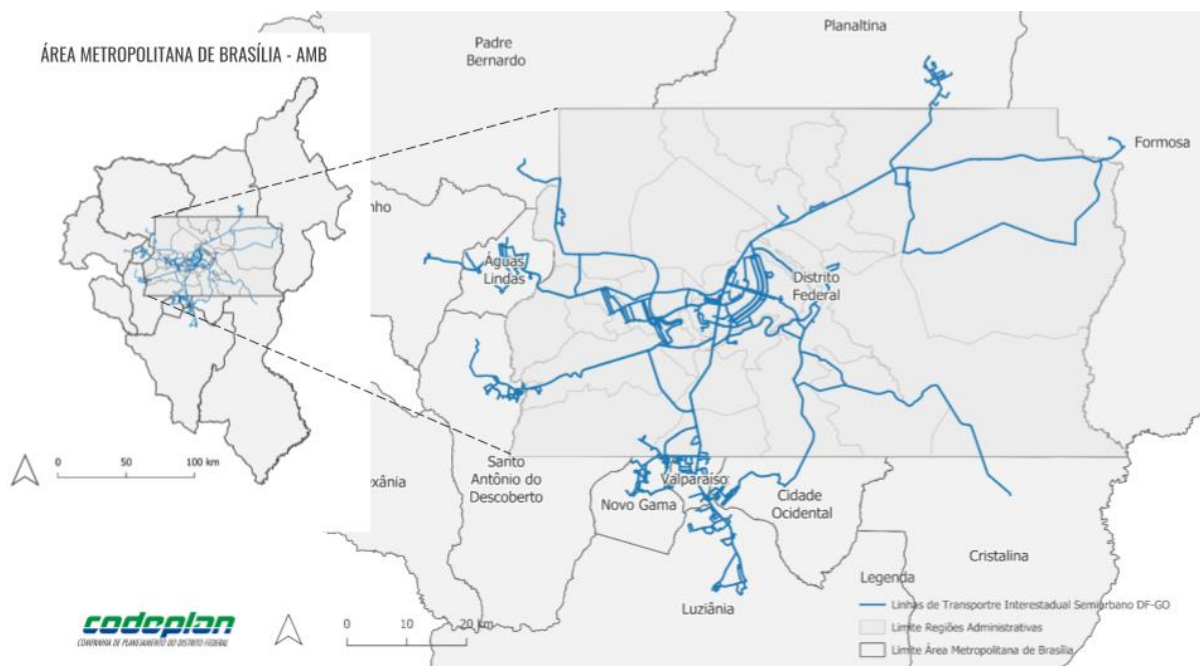 ÁREA METROPOLITANA DE BRASÍLIA - AMB
0
50
100 km
Padre
Bernardo
Planaltina
Formosa
nho
Águas
Lindas
Distrito
Federal
Santo
Antônio do
Descoberto
xânia
Novo Gama
Valparaíso
Cidade
Ocidental
Cristalina
Luziânia
Legenda
Linhas de Transportre Interestadual Semiurbano DF-GO
Limite Regiões Administrativas
Limite Área Metropolitana de Brasília
codeplan
COMPANHIA DE PLANEJAMENTO DO DISTRITO FEDERAL
0
10
20 km